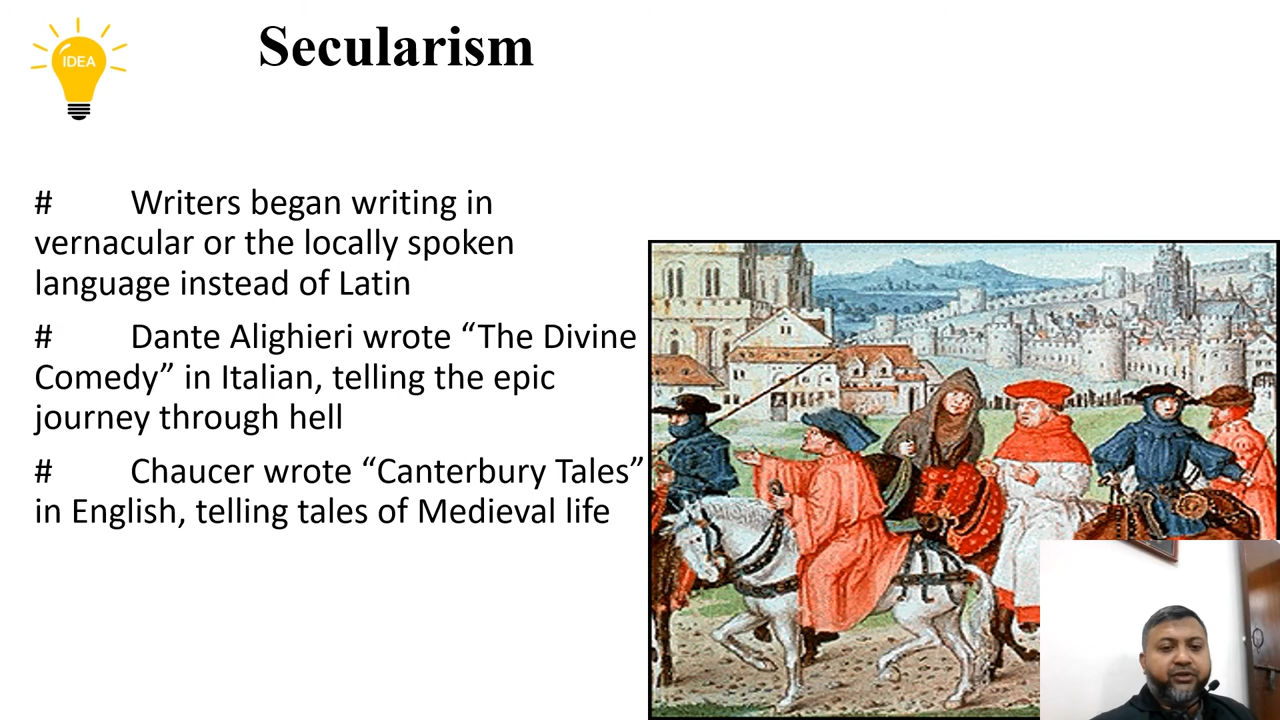 IDEA
Secularism
# Writers began writing in
vernacular or the locally spoken
language instead of Latin
# Dante Alighieri wrote “The Divine
Comedy” in Italian, telling the epic
journey through hell
# Chaucer wrote “Canterbury Tales”
in English, telling tales of Medieval life